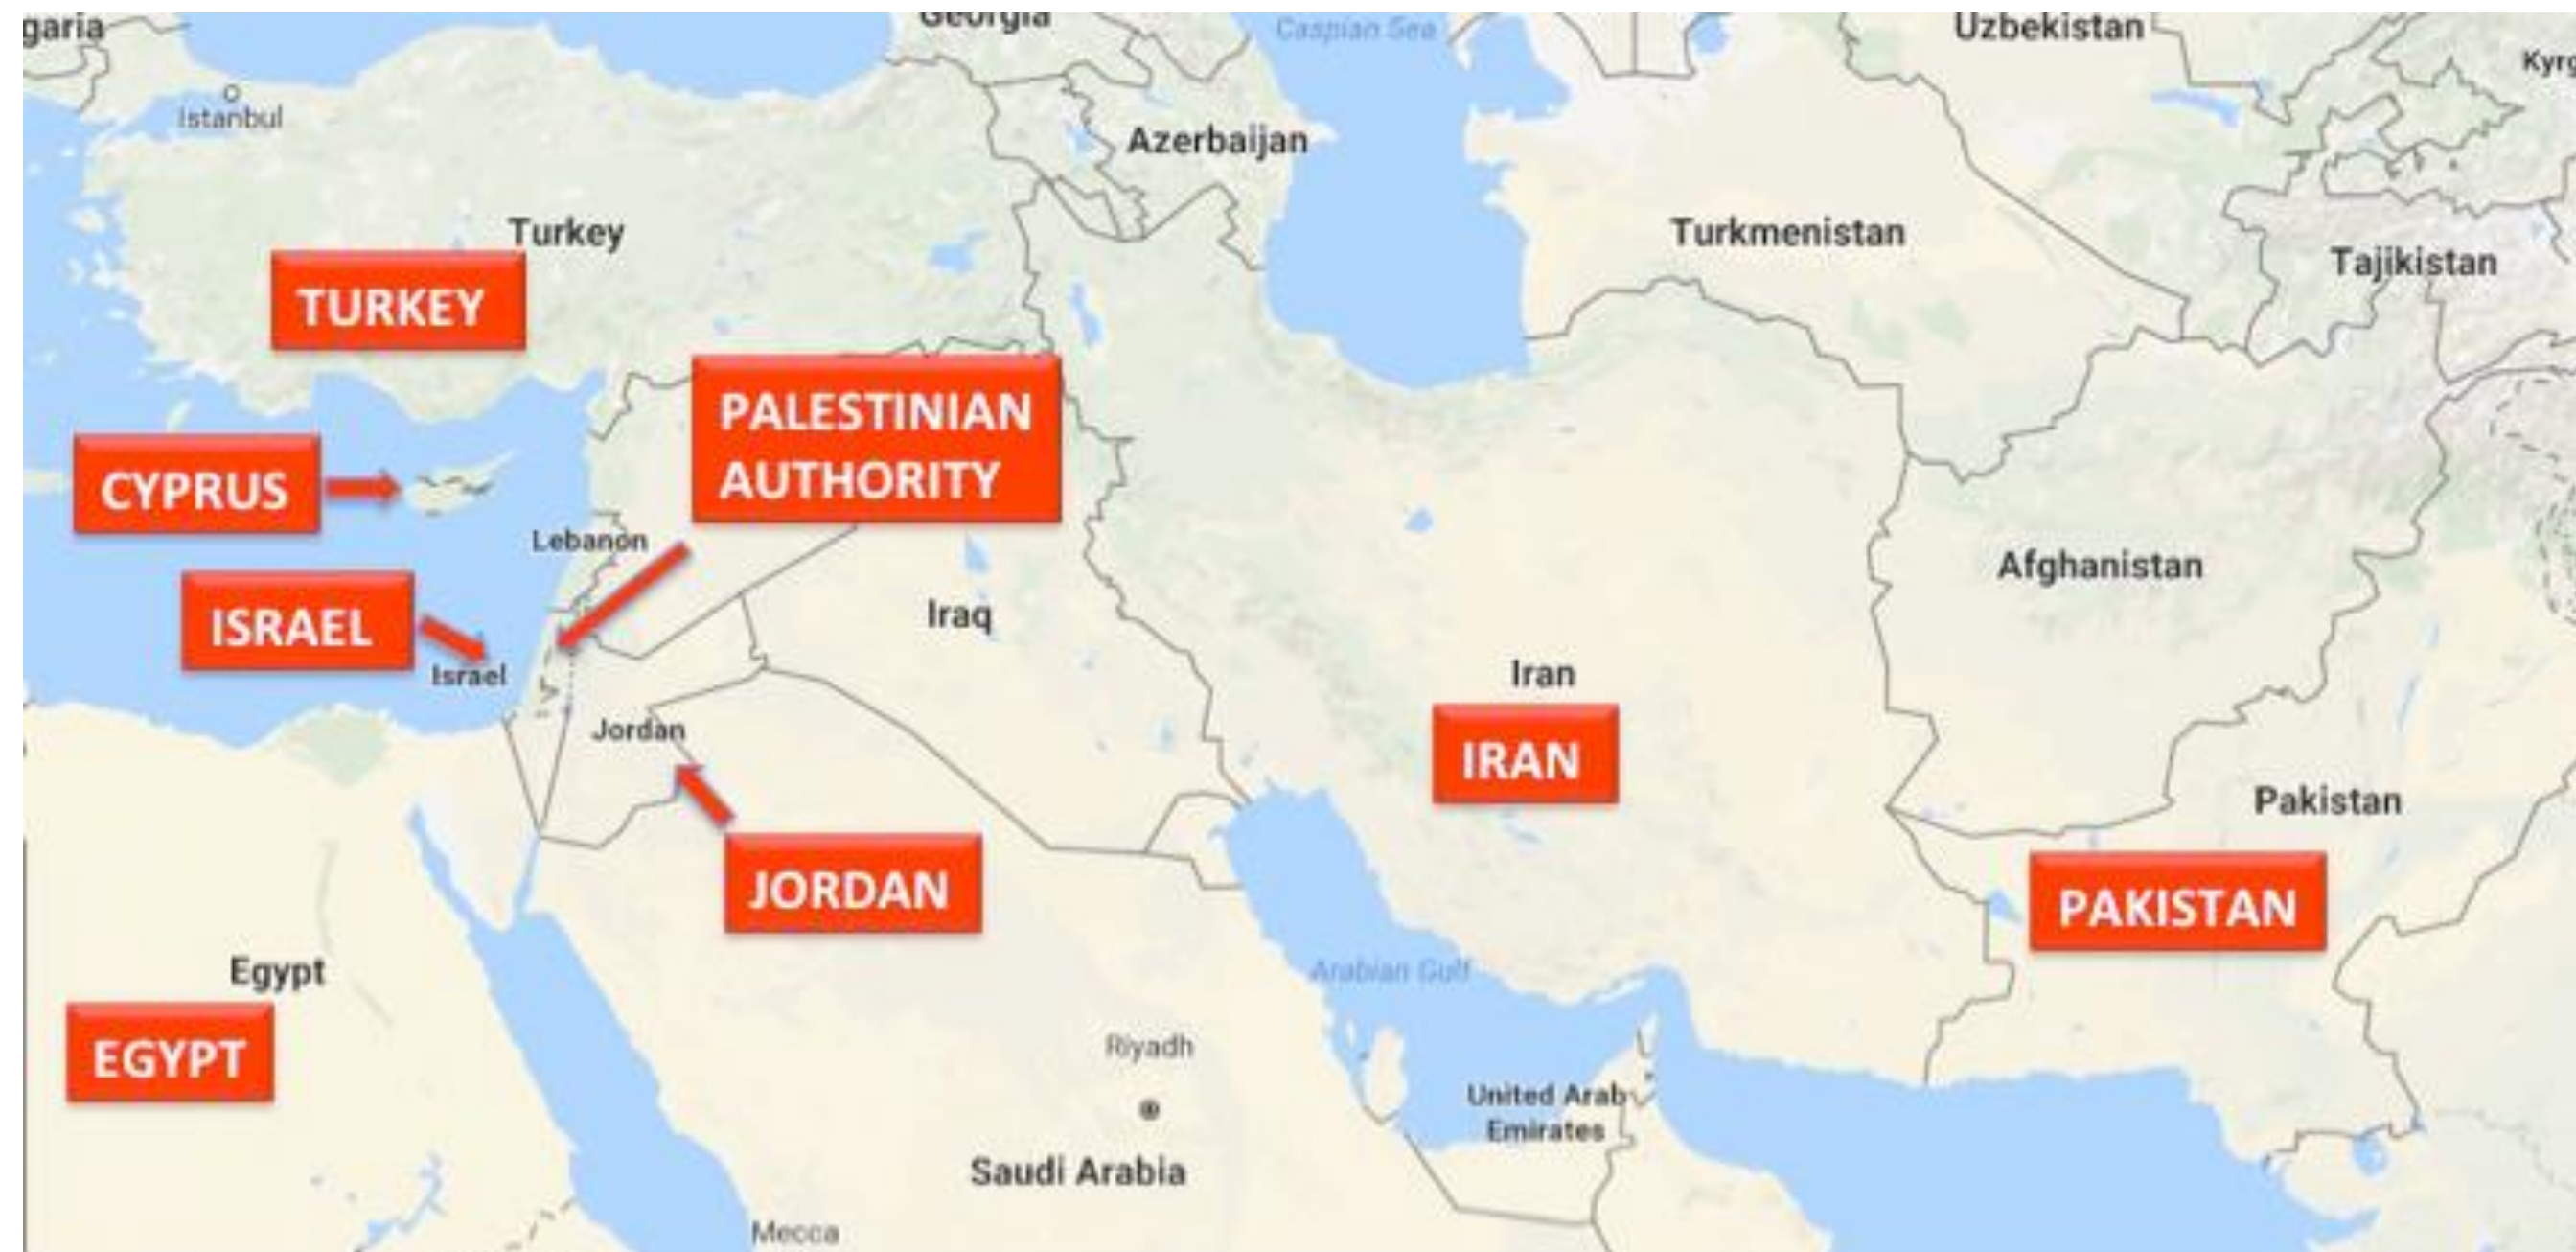 garia
Georgia
Caspian Sea
Uzbekistan
Kyrg
Istanbul
Azerbaijan
Turkey
Turkmenistan
Tajikistan
TURKEY
PALESTINIAN
AUTHORITY
CYPRUS
Lebanon
Afghanistan
ISRAEL
Iraq
Israel
Iran
Jordan
IRAN
Pakistan
JORDAN
PAKISTAN
Egypt
Arabian Gulf
EGYPT
Riyadh
United Arab
Emirates
Saudi Arabia
Mecca